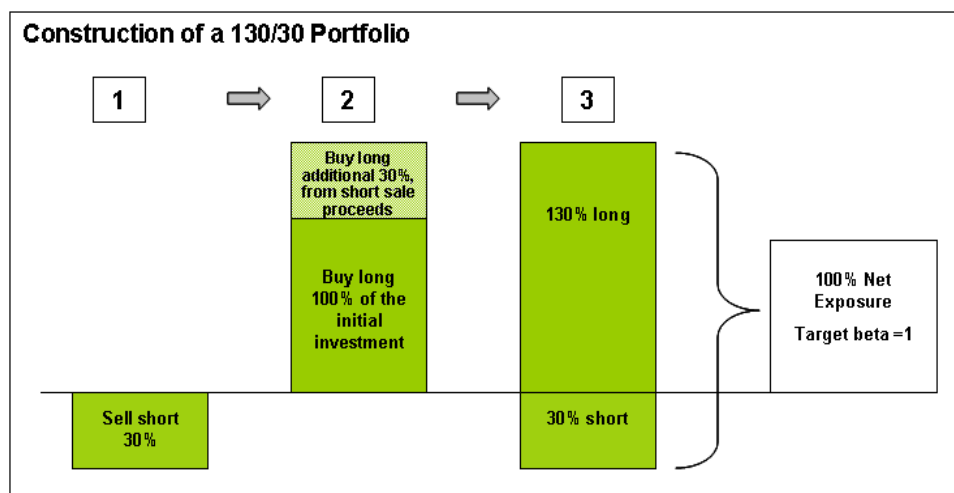 Construction of a 130/30 Portfolio
1
2
3
Buy long
additional 30%,
from short sale
proceeds
Buy long
100% of the
initial
investment
130% long
100% Net
Exposure
Target beta =1
Sell short
30%
30% short